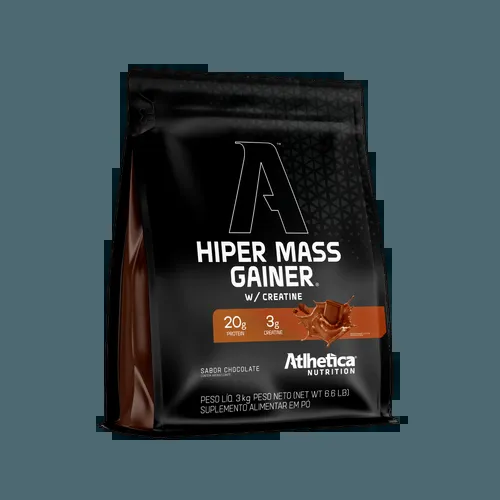 A
HIPER MASS
GAINER®
W/ CREATINE
20g
PROTEIN
3g
CREATINE
SABOR CHOCOLATE
Atlhetica
NUTRITION
PESO LÍQ. 3kg PESO NETO (NET WT 6.6 LB)
SUPLEMENTO ALIMENTAR EM PÓ